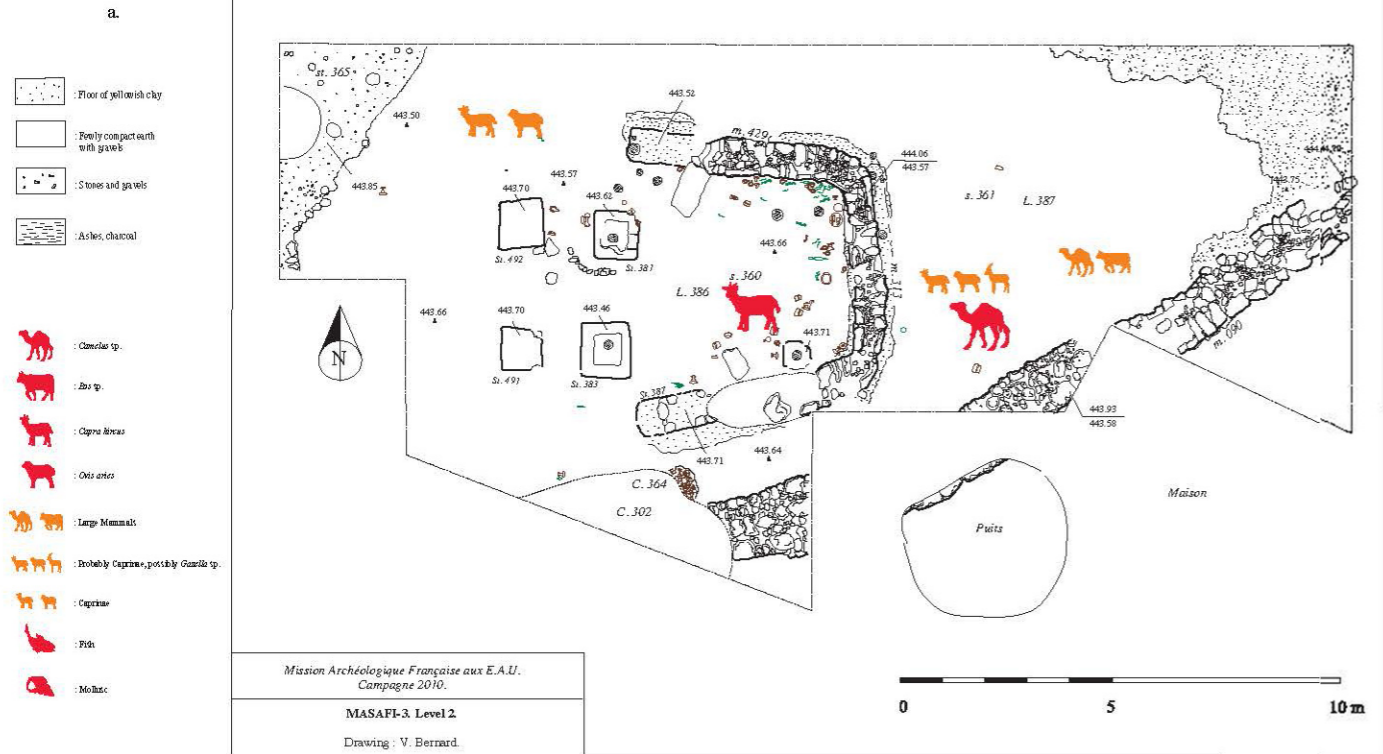 a.
: Floor of yellowish clay
: Fewly compact earth
with gravels
: Stones and gravels
: Ashes, charcoal
: Camelus sp.
: Bos sp.
: Capra hircus
: Ovis aries
: Large Mammals
: Probably Caprinae, possibly Gazella sp.
: Caprinae
: Fish
: Mollusc
st. 365
443.50
443.85
443.52
m. 429
444.06
443.57
443.57
443.70
443.62
St. 492
St. 381
443.66
s. 360
L. 386
s. 361
L. 387
443.75
m. 313
443.66
443.70
443.46
443.71
St. 491
St. 383
St. 387
443.71
443.64
m. 090
443.93
443.58
C. 364
C. 302
Puits
Maison
Mission Archéologique Française aux E.A.U.
Campagne 2010.
MASAFI-3. Level 2.
Drawing : V. Bernard.
N
0
5
10 m